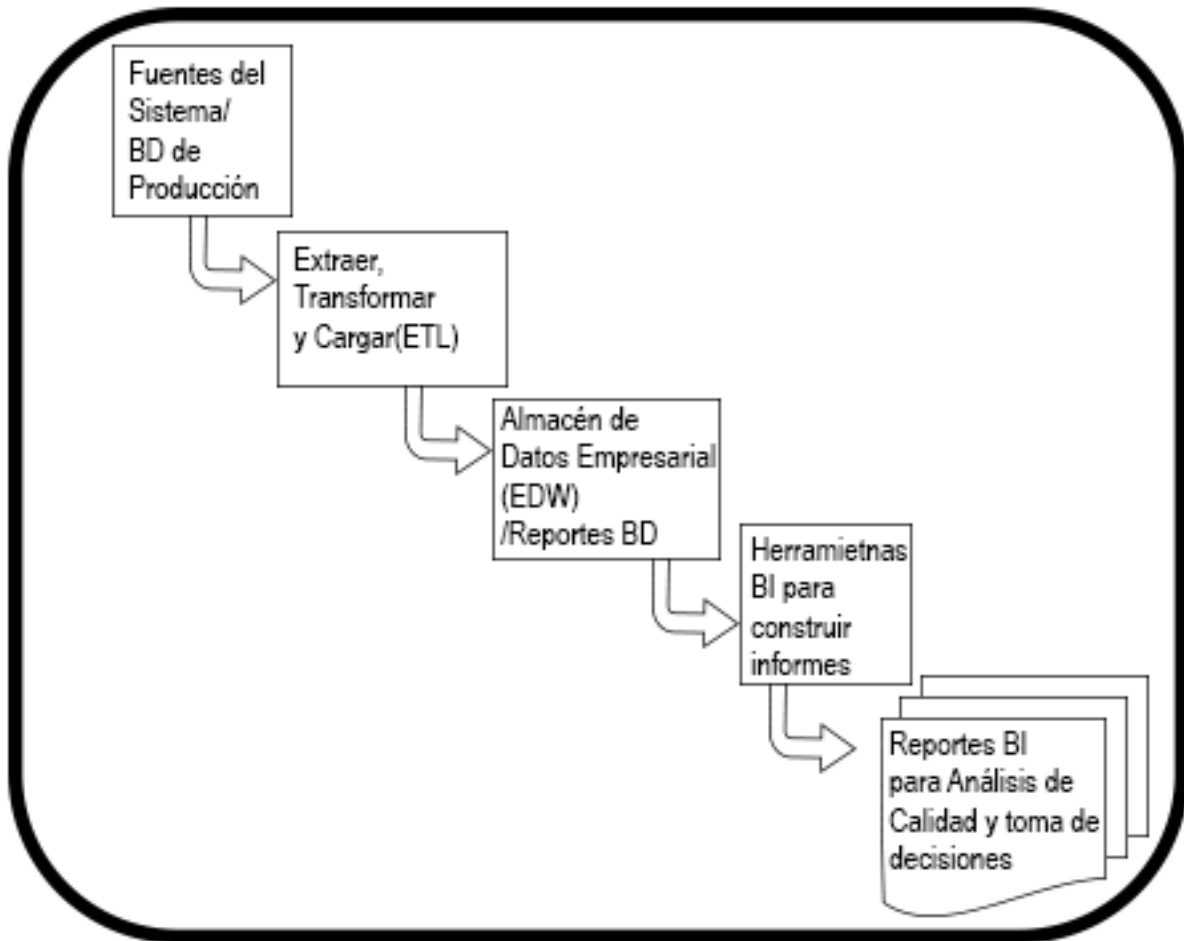 Fuentes del
Sistema/
BD de
Producción
Extraer,
Transformar
y Cargar(ETL)
Almacén de
Datos Empresarial
(EDW)
/Reportes BD
Herramietnas
BI para
construir
informes
Reportes BI
para Análisis de
Calidad y toma de
decisiones